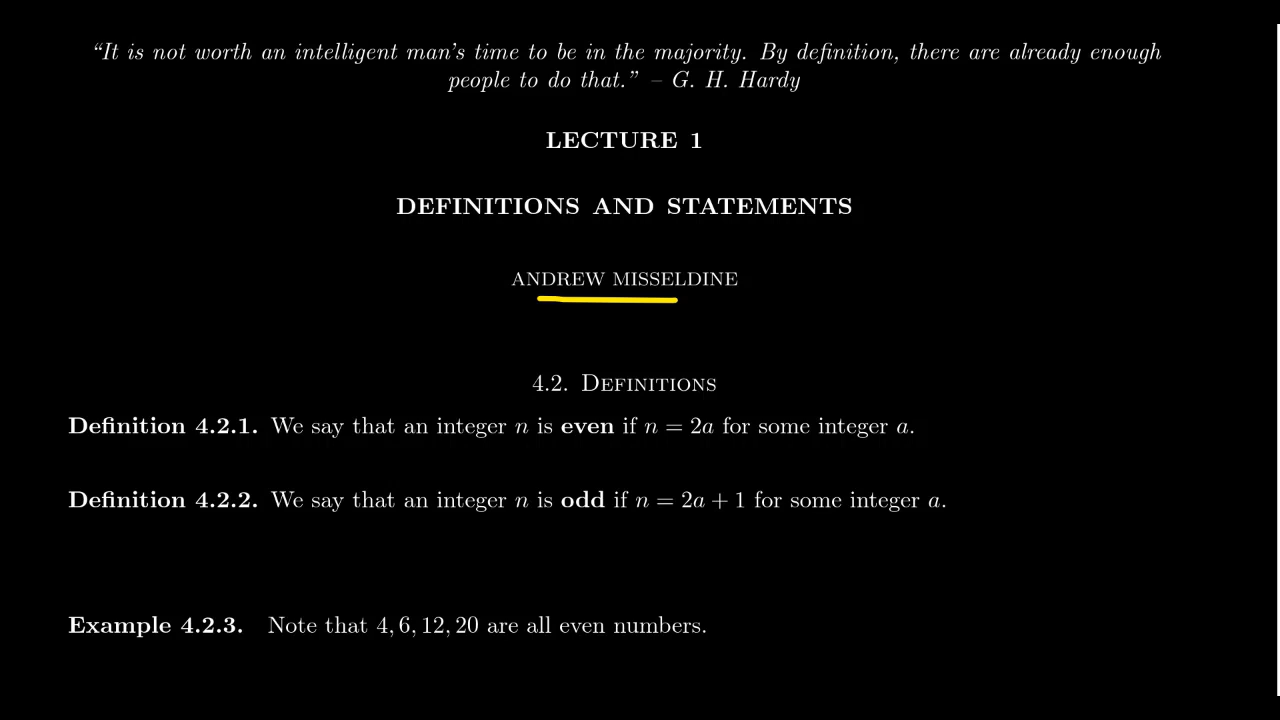 “It is not worth an intelligent man’s time to be in the majority. By definition, there are already enough
people to do that.” – G. H. Hardy
LECTURE 1
DEFINITIONS AND STATEMENTS
ANDREW MISSELDINE
4.2. Definitions
Definition 4.2.1. We say that an integer n is even if n = 2a for some integer a.
Definition 4.2.2. We say that an integer n is odd if n = 2a + 1 for some integer a.
Example 4.2.3. Note that 4, 6, 12, 20 are all even numbers.